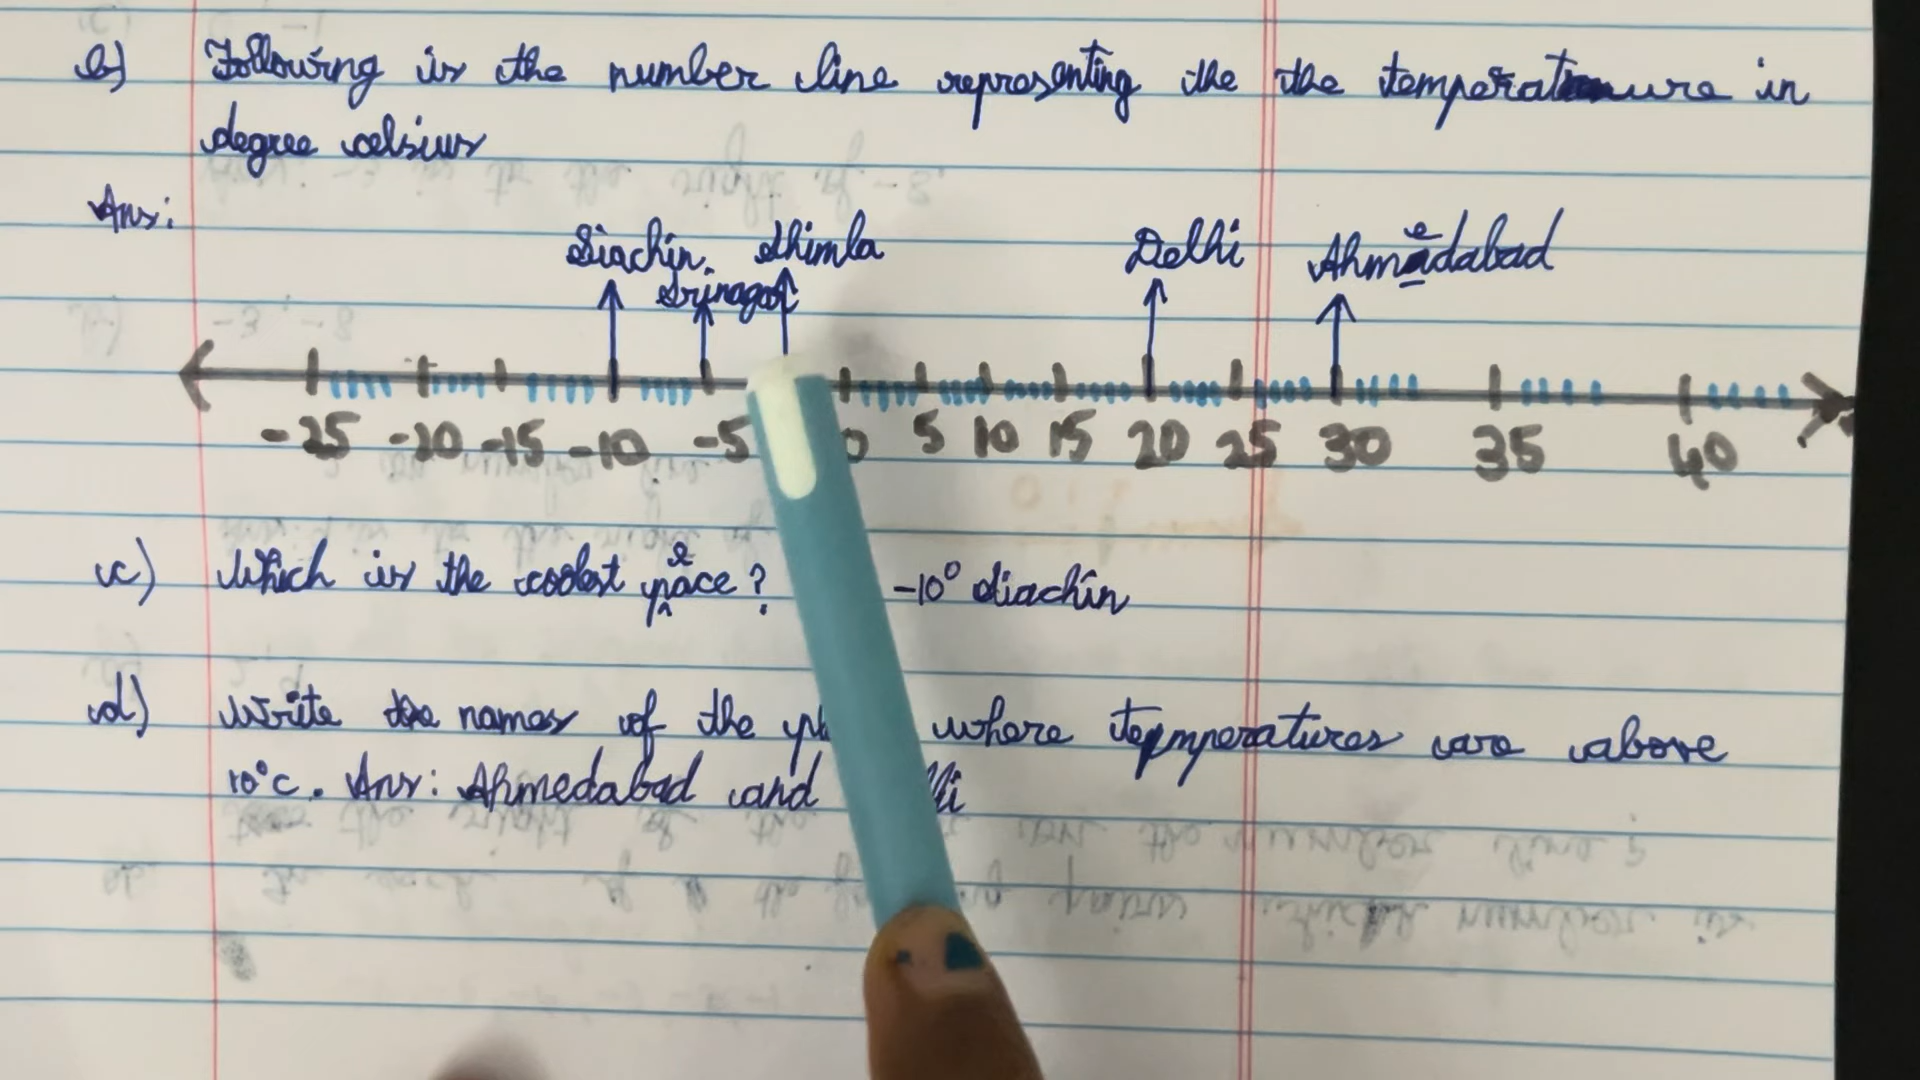 b) Following is the number line representing the the temperature in
degree celsius
Ans:
Siachin Shimla Delhi Ahmedabad
Srinagar
-25 -20 -15 -10 -5 0 5 10 15 20 25 30 35 40
c) Which is the coolest place? -10° Siachin
d) Write the names of the where temperatures are above
10°C. Ans: Ahmedabad and